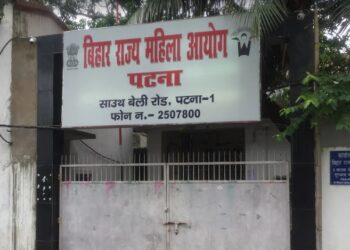 बिहार राज्य महिला आयोग
पटना
साउथ बेली रोड, पटना-1
फोन न.- 2507800